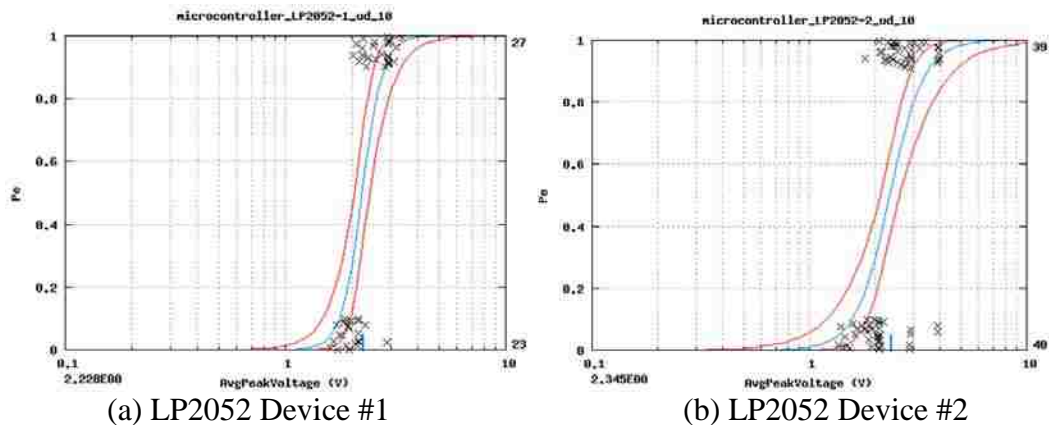 microcontroller_LP2052-1_ud_10
1
0.8
0.6
0.4
0.2
0
Pe
27
23
0.1
1
10
2.228E00
AvgPeakVoltage (V)
(a) LP2052 Device #1
microcontroller_LP2052-2_ud_10
1
0.8
0.6
0.4
0.2
0
Pe
39
40
0.1
1
10
2.345E00
AvgPeakVoltage (V)
(b) LP2052 Device #2